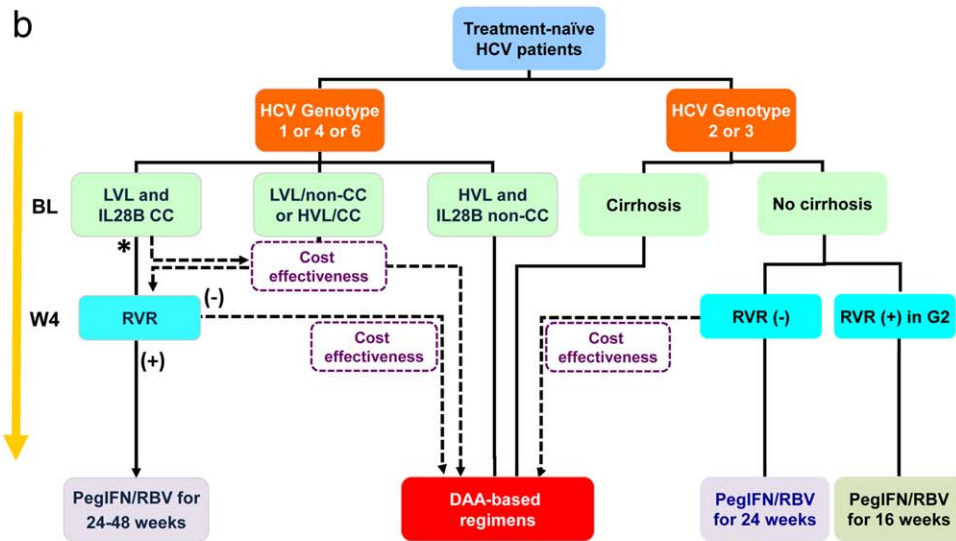 b
Treatment-naïve
HCV patients
HCV Genotype
1 or 4 or 6
HCV Genotype
2 or 3
BL
LVL and
IL28B CC
LVL/non-CC
or HVL/CC
HVL and
IL28B non-CC
Cirrhosis
No cirrhosis
*
Cost
effectiveness
W4
RVR
(-)
(+)
Cost
effectiveness
Cost
effectiveness
RVR (-)
RVR (+) in G2
PegIFN/RBV for
24-48 weeks
DAA-based
regimens
PegIFN/RBV
for 24 weeks
PegIFN/RBV
for 16 weeks